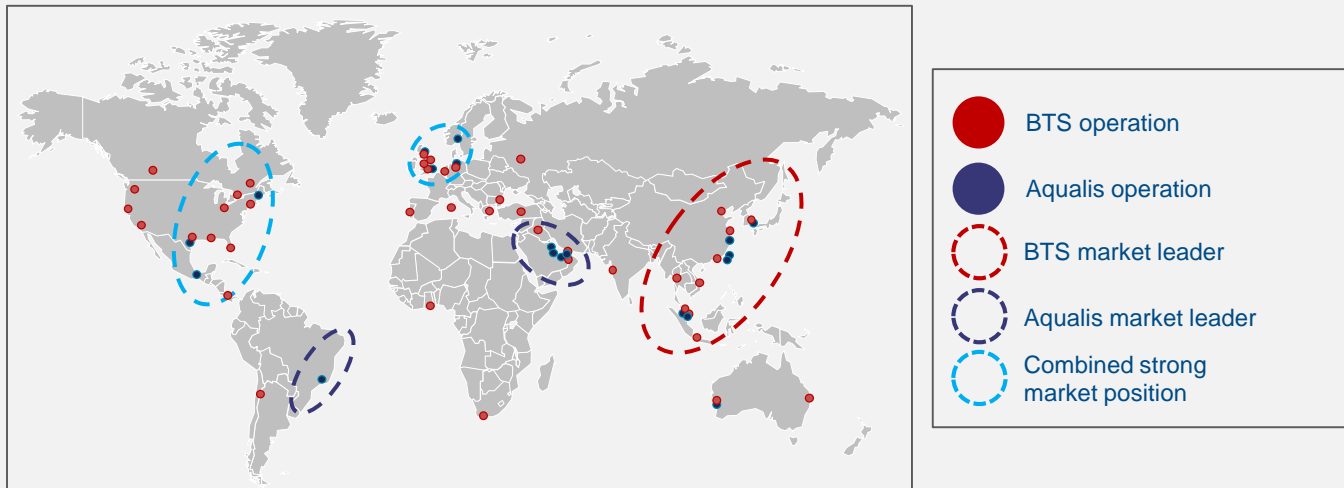 BTS operation
Aqualis operation
BTS market leader
Aqualis market leader
Combined strong
market position